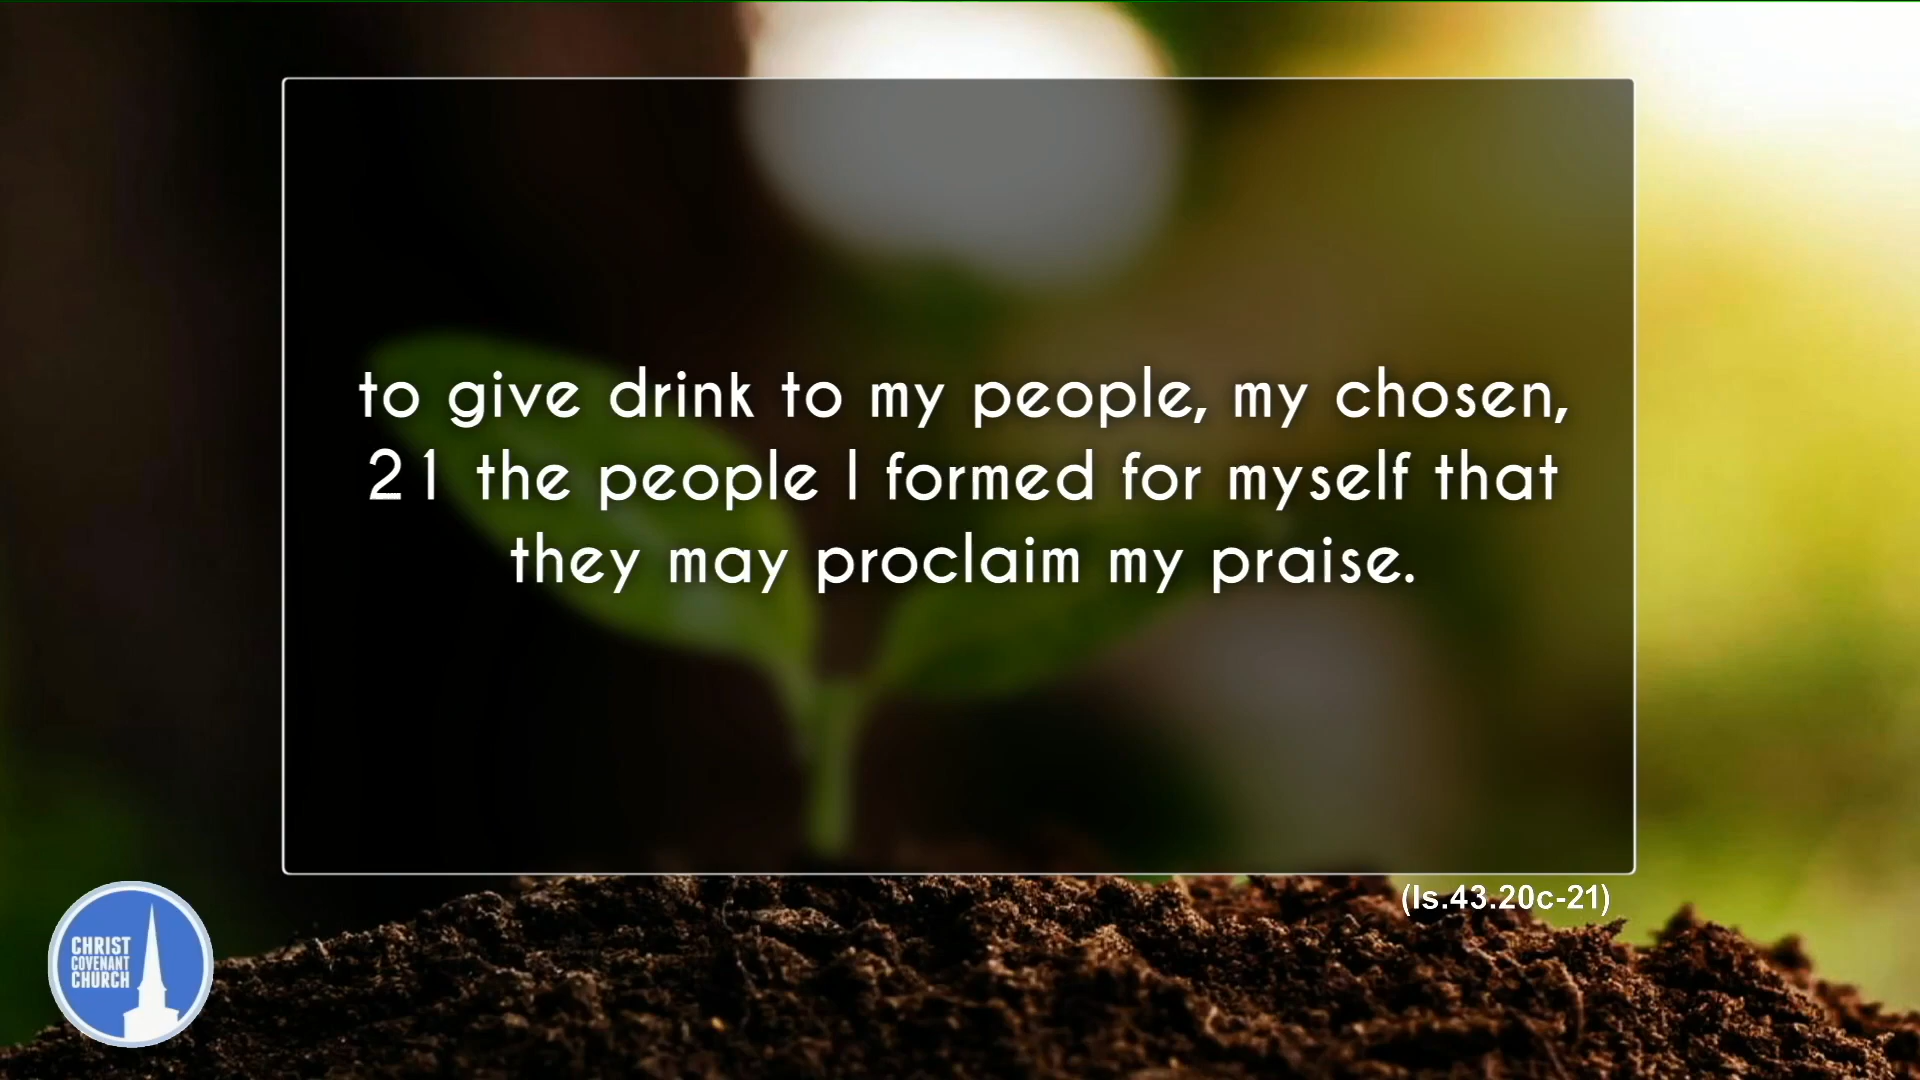 to give drink to my people, my chosen,
21 the people I formed for myself that
they may proclaim my praise.
(Is.43.20c-21)
CHRIST
COVENANT
CHURCH